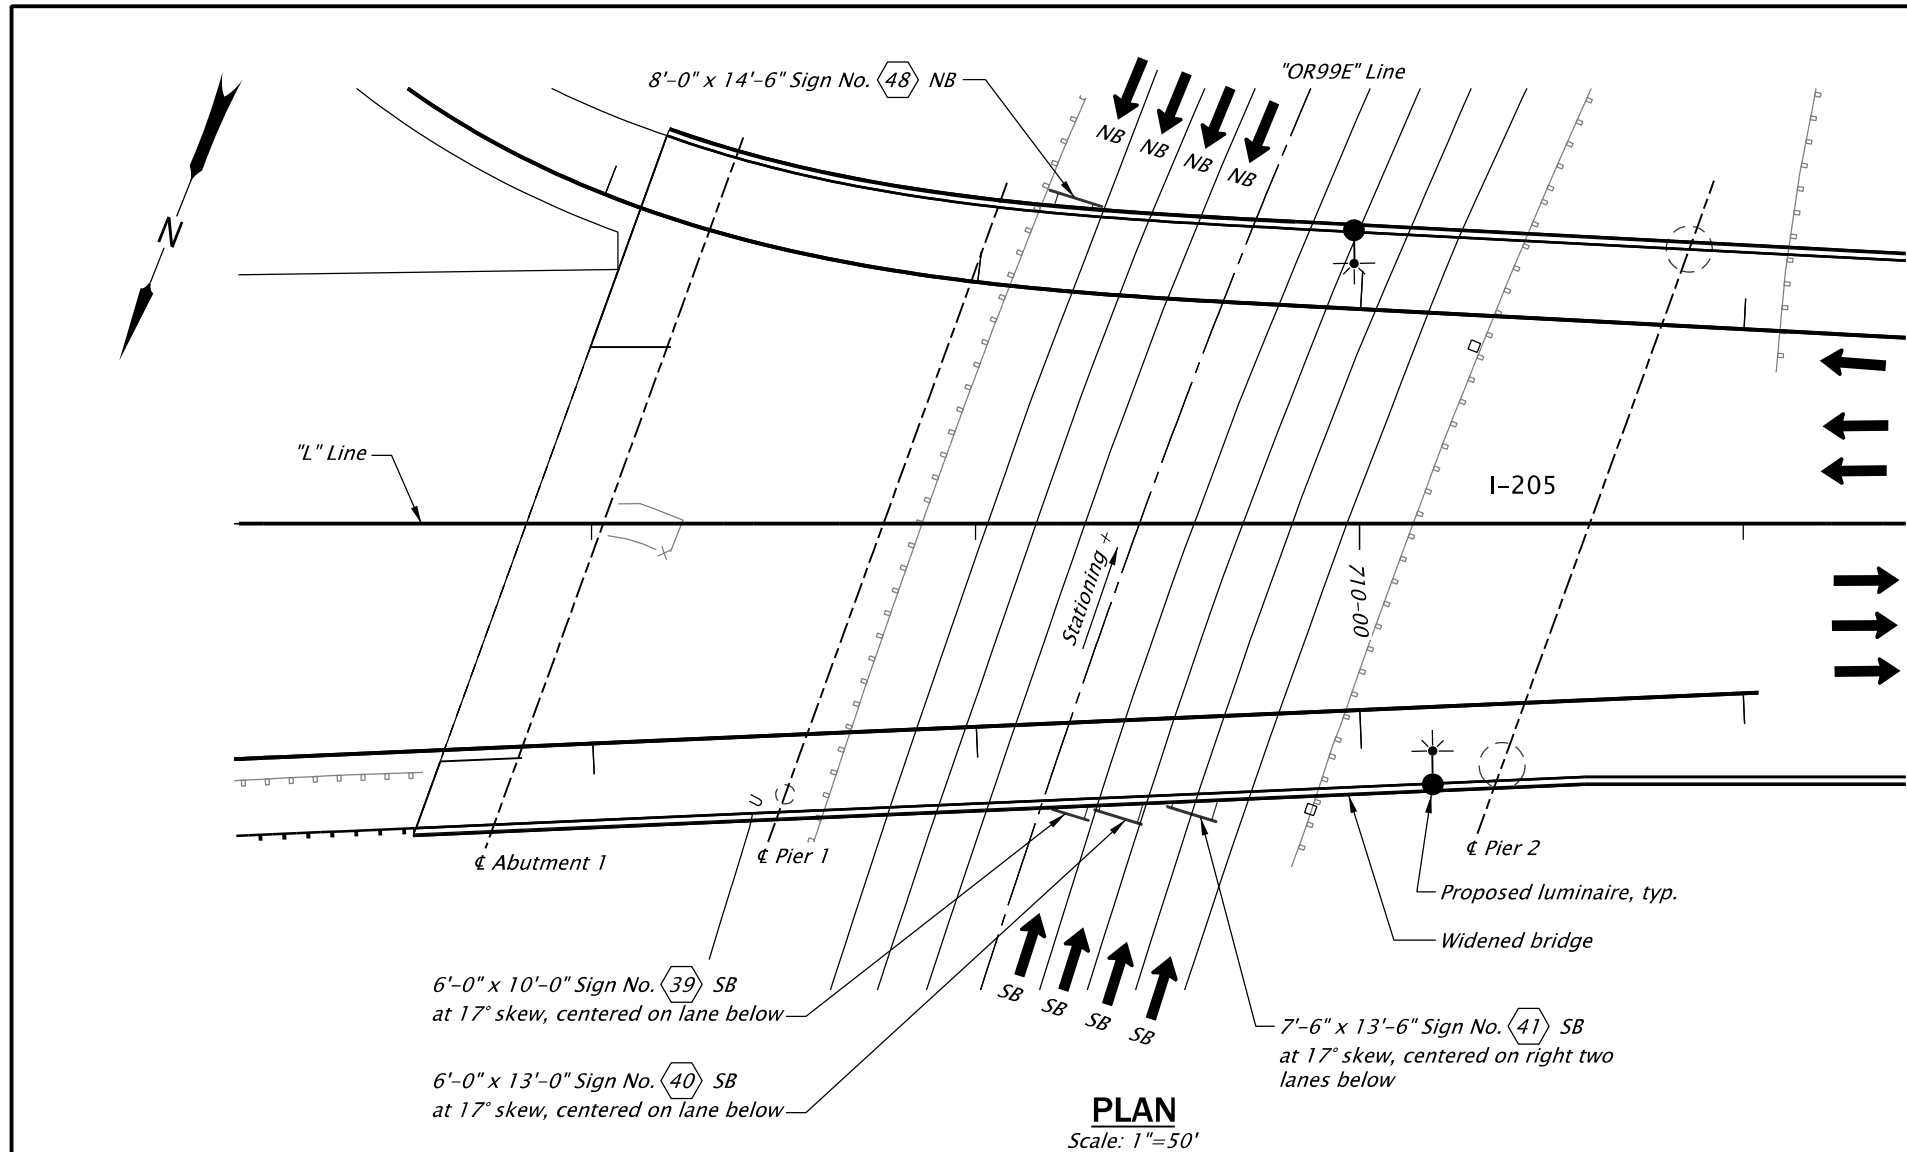 8'-0" x 14'-6" Sign No. 48 NB
"OR99E" Line
NB
NB
NB
NB
N
"L" Line
I-205
Stationing +
710-00
℄ Abutment 1
U
℄ Pier 1
℄ Pier 2
Proposed luminaire, typ.
Widened bridge
6'-0" x 10'-0" Sign No. 39 SB
at 17° skew, centered on lane below
SB
SB
SB
SB
7'-6" x 13'-6" Sign No. 41 SB
at 17° skew, centered on right two
lanes below
6'-0" x 13'-0" Sign No. 40 SB
at 17° skew, centered on lane below
PLAN
Scale: 1"=50'